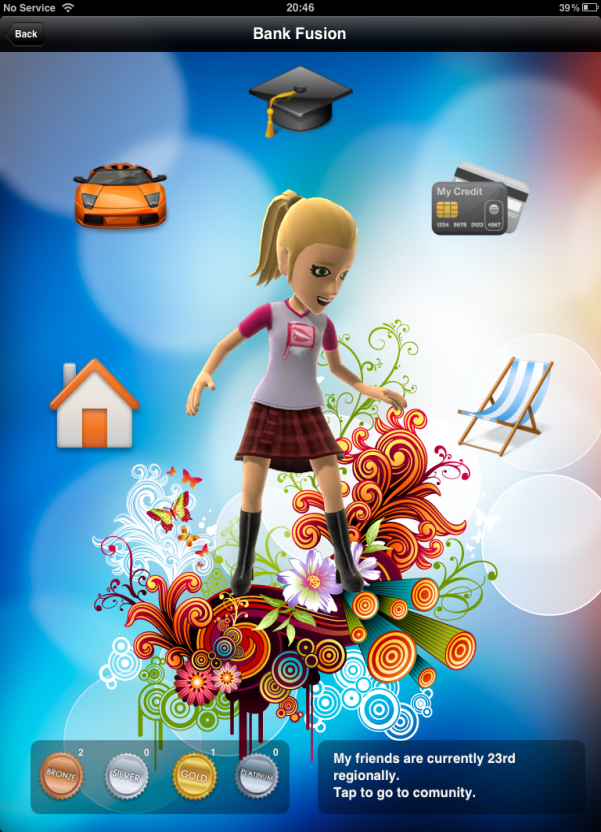 No Service 20:46 39%
Back Bank Fusion
My Credit
1234 5678 0123 4567
2 0 1 0
BRONZE SILVER GOLD PLATINUM
My friends are currently 23rd
regionally.
Tap to go to comunity.